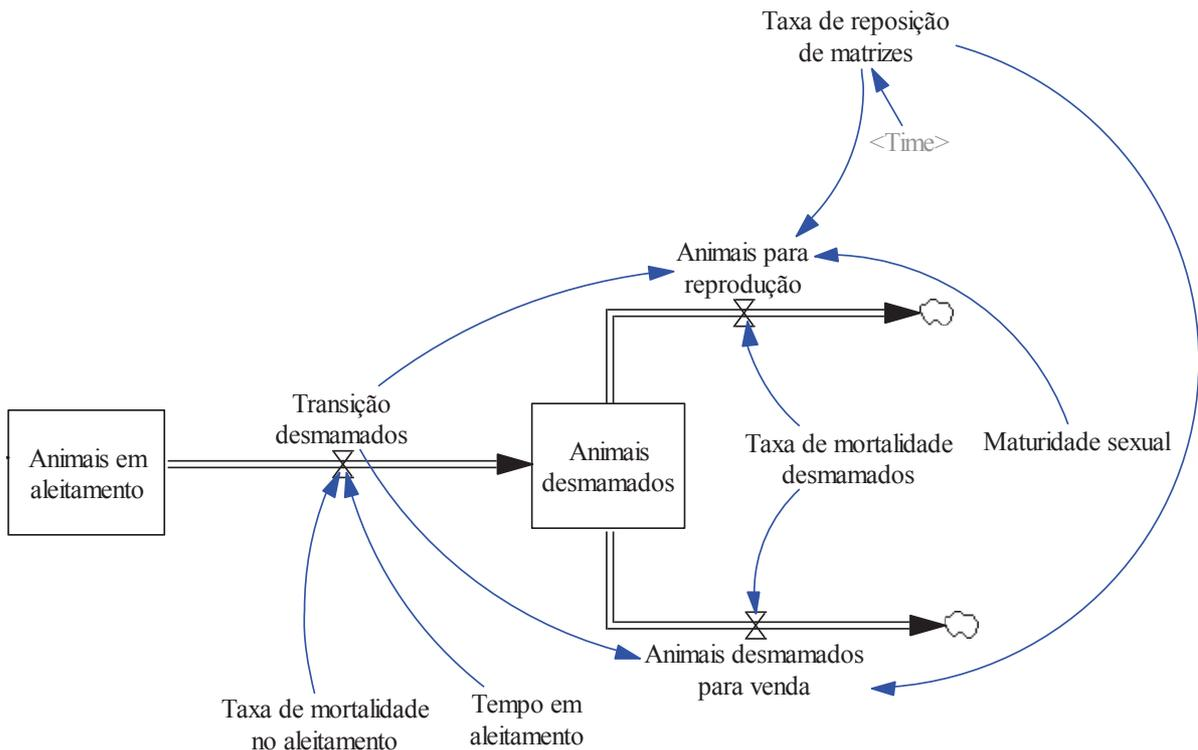 Taxa de reposição
de matrizes
<Time>
Animais para
reprodução
Transição
desmamados
Animais em
aleitamento
Animais
desmamados
Taxa de mortalidade
desmamados
Maturidade sexual
Animais desmamados
para venda
Taxa de mortalidade
no aleitamento
Tempo em
aleitamento